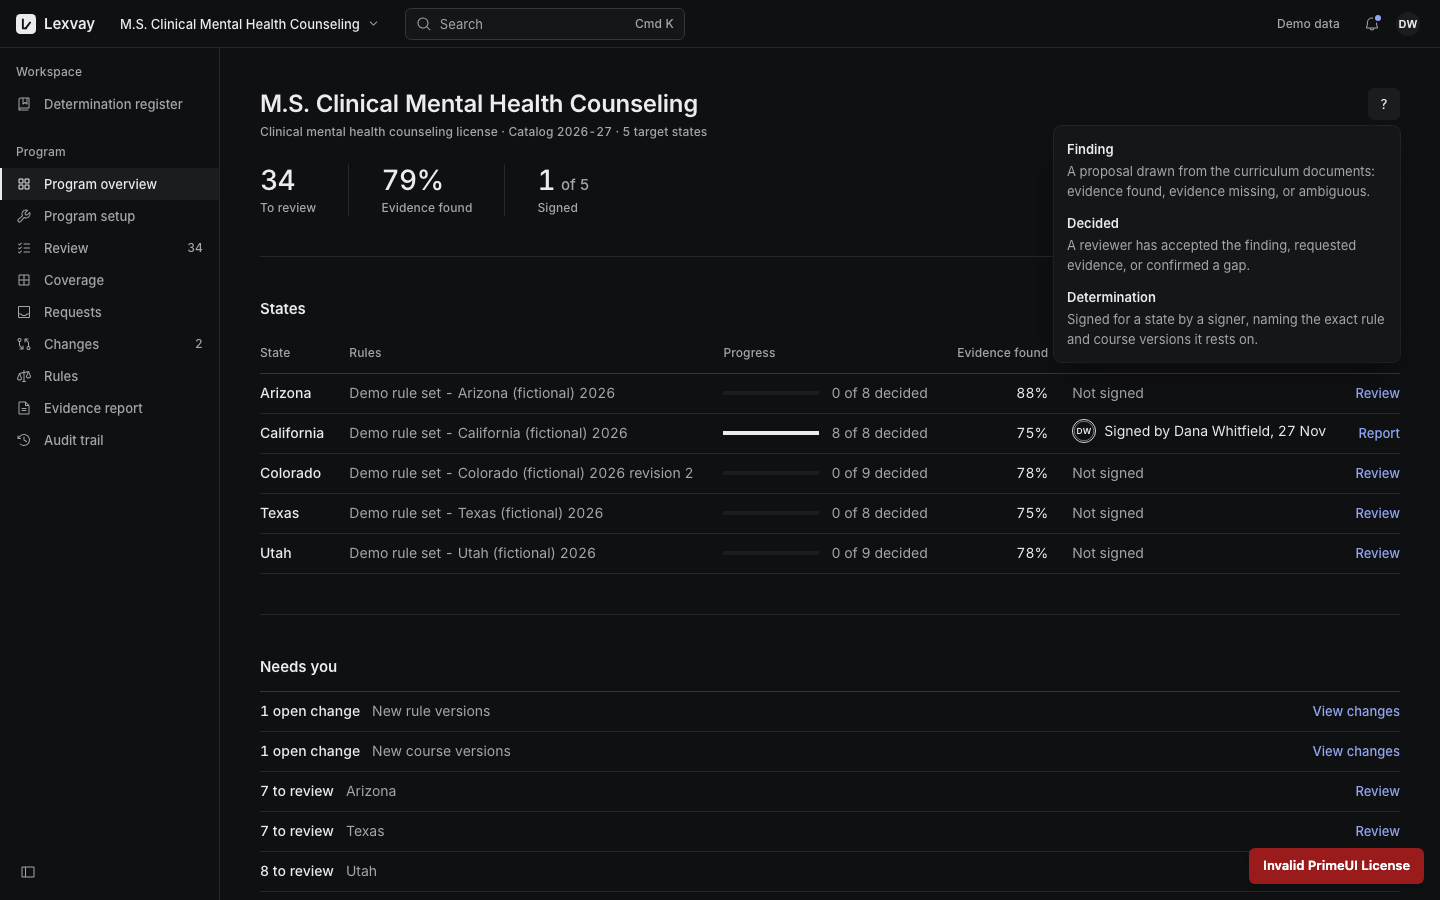 Lexvay
M.S. Clinical Mental Health Counseling
Search
Cmd K
Demo data
DW
Workspace
Determination register
Program
Program overview
Program setup
Review 34
Coverage
Requests
Changes 2
Rules
Evidence report
Audit trail
M.S. Clinical Mental Health Counseling
?
Clinical mental health counseling license · Catalog 2026-27 · 5 target states
34 79% 1 of 5
To review Evidence found Signed
Finding
A proposal drawn from the curriculum documents:
evidence found, evidence missing, or ambiguous.
Decided
A reviewer has accepted the finding, requested
evidence, or confirmed a gap.
Determination
Signed for a state by a signer, naming the exact rule
and course versions it rests on.
States
State Rules Progress Evidence found
Arizona Demo rule set - Arizona (fictional) 2026 0 of 8 decided 88% Not signed Review
California Demo rule set - California (fictional) 2026 8 of 8 decided 75% DW Signed by Dana Whitfield, 27 Nov Report
Colorado Demo rule set - Colorado (fictional) 2026 revision 2 0 of 9 decided 78% Not signed Review
Texas Demo rule set - Texas (fictional) 2026 0 of 8 decided 75% Not signed Review
Utah Demo rule set - Utah (fictional) 2026 0 of 9 decided 78% Not signed Review
Needs you
1 open change New rule versions View changes
1 open change New course versions View changes
7 to review Arizona Review
7 to review Texas Review
8 to review Utah
Invalid PrimeUI License